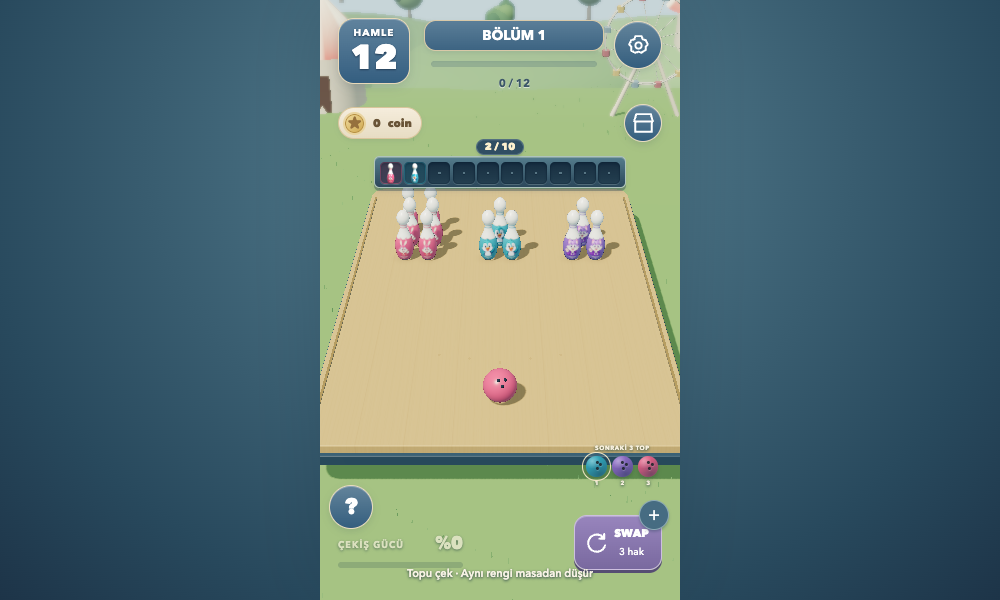 HAMLE
12
BÖLÜM 1
0 / 12
0 coin
2 / 10
SONRAKİ 3 TOP
1 2 3
?
ÇEKİŞ GÜCÜ %0
+
SWAP
3 hak
Topu çek · Aynı rengi masadan düşür